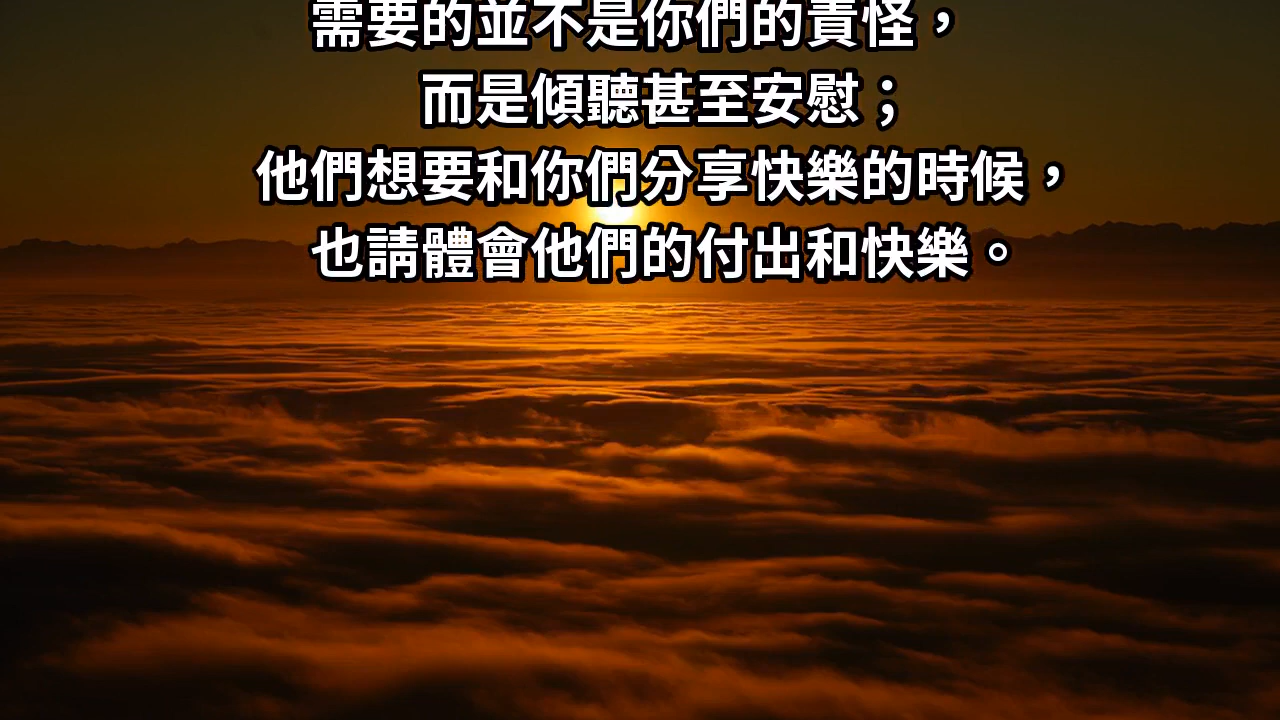 需要的並不是你們的責怪，
而是傾聽甚至安慰；
他們想要和你們分享快樂的時候，
也請體會他們的付出和快樂。